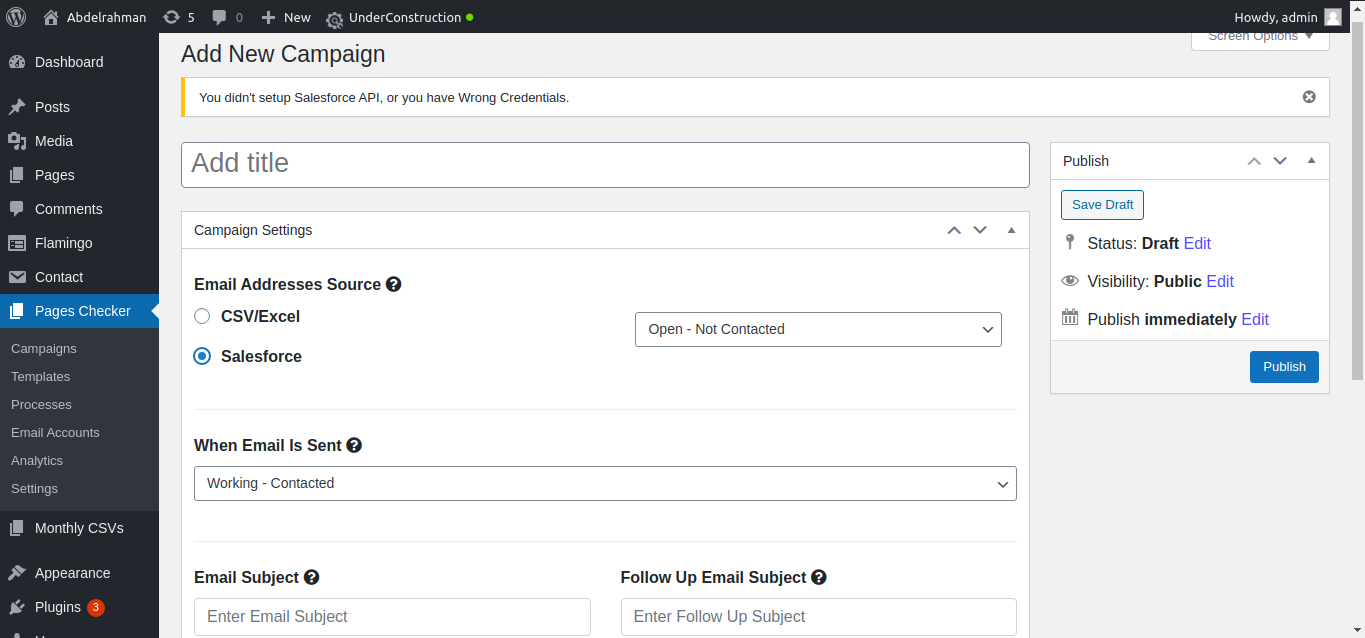 Abdelrahman 5 0 New UnderConstruction Howdy, admin
Screen Options
Add New Campaign
You didn't setup Salesforce API, or you have Wrong Credentials.
Dashboard
Posts
Media
Pages
Comments
Flamingo
Contact
Pages Checker
Campaigns
Templates
Processes
Email Accounts
Analytics
Settings
Monthly CSVs
Appearance
Plugins 3
Add title
Campaign Settings
Email Addresses Source
CSV/Excel
Salesforce
Open - Not Contacted
When Email Is Sent
Working - Contacted
Email Subject
Enter Email Subject
Follow Up Email Subject
Enter Follow Up Subject
Publish
Save Draft
Status: Draft Edit
Visibility: Public Edit
Publish immediately Edit
Publish